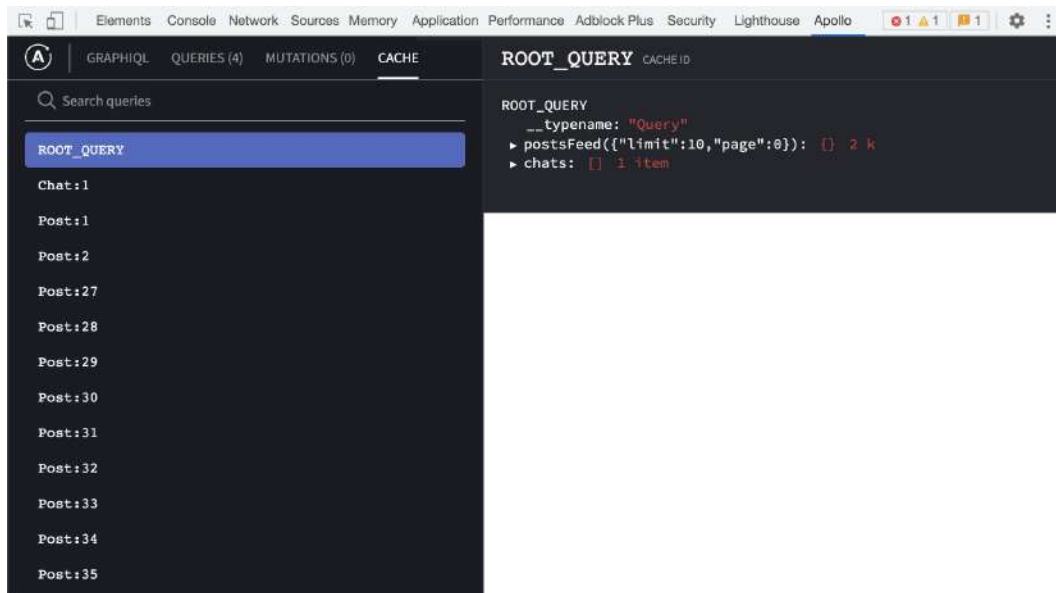 Elements Console Network Sources Memory Application Performance Adblock Plus Security Lighthouse Apollo 1 1 1
A GRAPHIQL QUERIES (4) MUTATIONS (0) CACHE
ROOT_QUERY CACHE ID
Search queries
ROOT_QUERY
Chat:1
Post:1
Post:2
Post:27
Post:28
Post:29
Post:30
Post:31
Post:32
Post:33
Post:34
Post:35
ROOT_QUERY
__typename: "Query"
▸ postsFeed({"limit":10,"page":0}): {} 2 k
▸ chats: [] 1 item